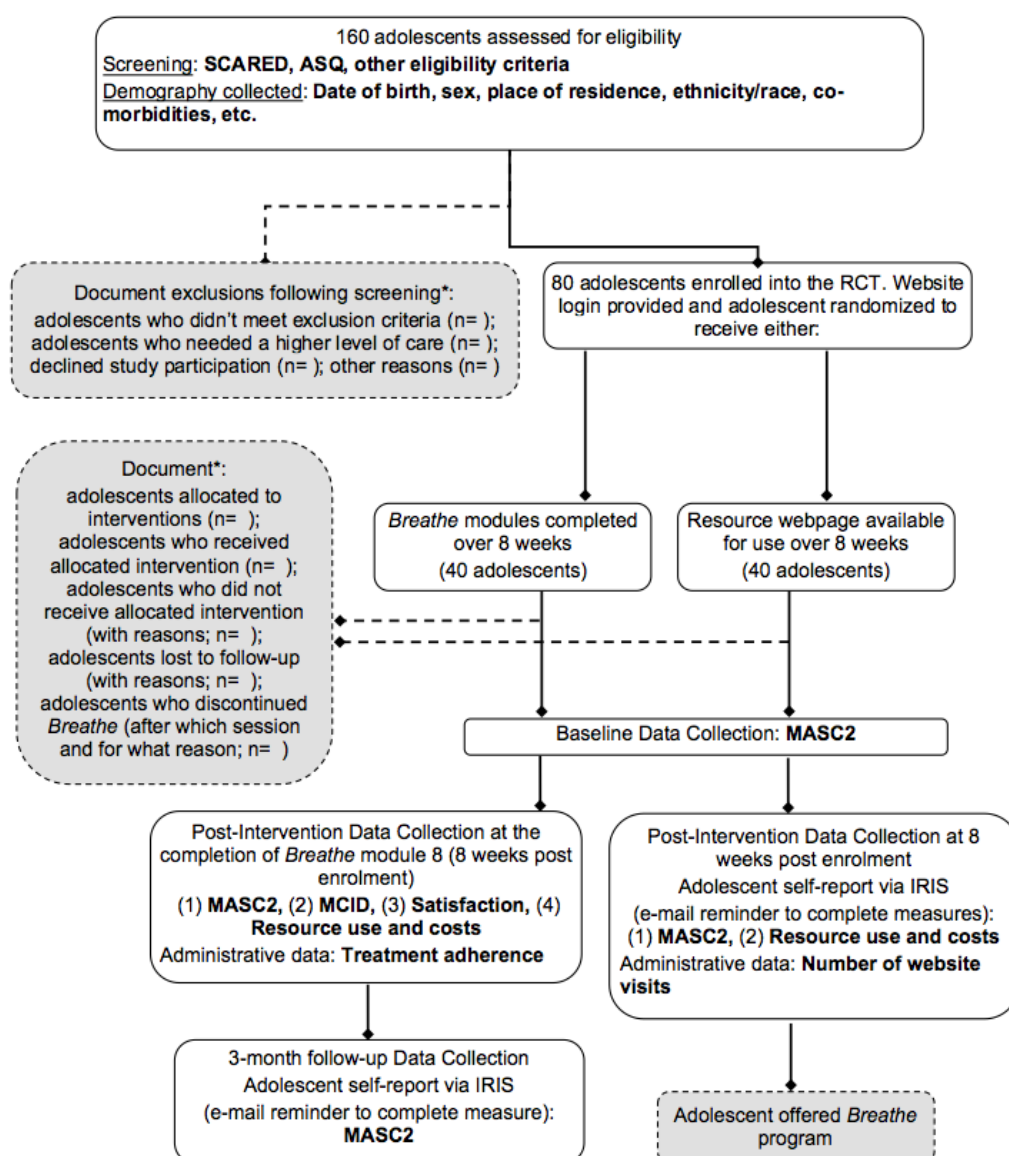 160 adolescents assessed for eligibility
Screening: SCARED, ASQ, other eligibility criteria
Demography collected: Date of birth, sex, place of residence, ethnicity/race, co-
morbidities, etc.
Document exclusions following screening*:
adolescents who didn't meet exclusion criteria (n= );
adolescents who needed a higher level of care (n= );
declined study participation (n= ); other reasons (n= )
80 adolescents enrolled into the RCT. Website
login provided and adolescent randomized to
receive either:
Document*:
adolescents allocated to
interventions (n=  );
adolescents who received
allocated intervention (n=  );
adolescents who did not
receive allocated intervention
(with reasons; n=  );
adolescents lost to follow-up
(with reasons; n=  );
adolescents who discontinued
Breathe (after which session
and for what reason; n=  )
Breathe modules completed
over 8 weeks
(40 adolescents)
Resource webpage available
for use over 8 weeks
(40 adolescents)
Baseline Data Collection: MASC2
Post-Intervention Data Collection at the
completion of Breathe module 8 (8 weeks post
enrolment)
(1) MASC2, (2) MCID, (3) Satisfaction, (4)
Resource use and costs
Administrative data: Treatment adherence
Post-Intervention Data Collection at 8
weeks post enrolment
Adolescent self-report via IRIS
(e-mail reminder to complete measures):
(1) MASC2, (2) Resource use and costs
Administrative data: Number of website
visits
3-month follow-up Data Collection
Adolescent self-report via IRIS
(e-mail reminder to complete measure):
MASC2
Adolescent offered Breathe
program